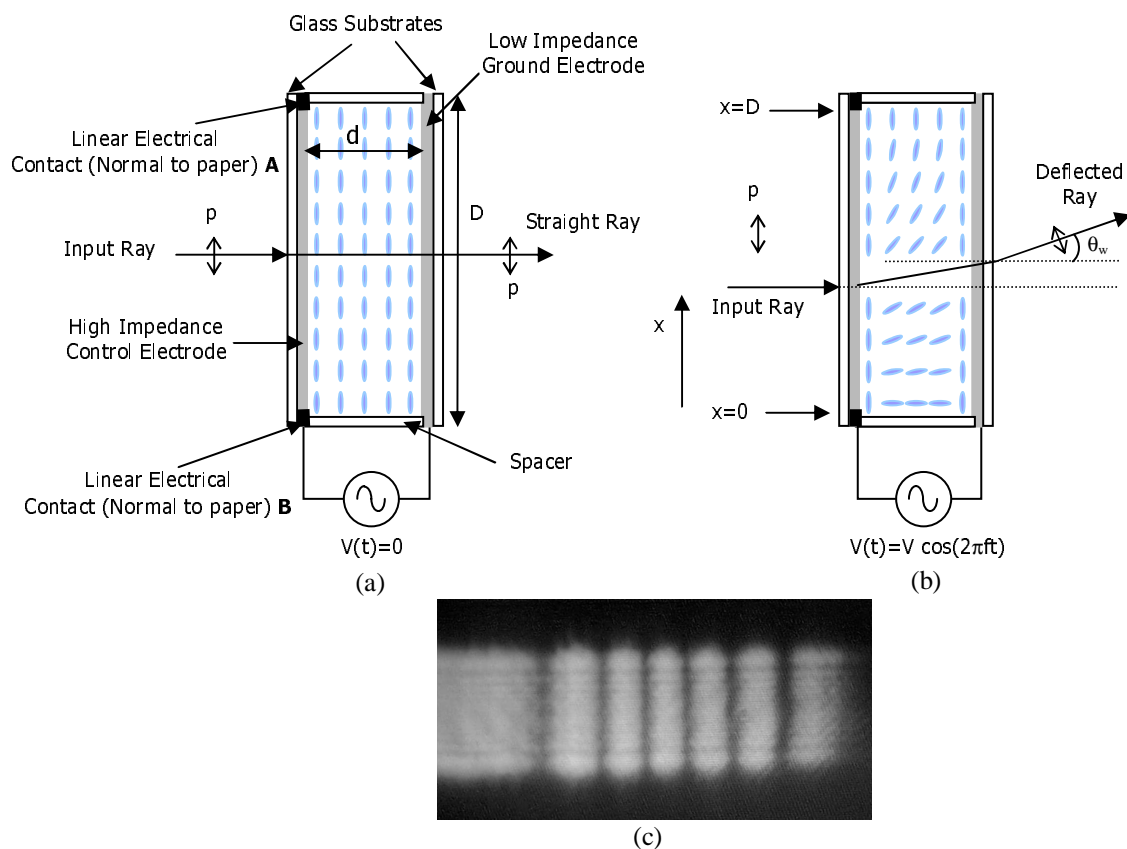 Glass Substrates
Low Impedance
Ground Electrode
Linear Electrical
Contact (Normal to paper) A
d
D
p
Input Ray
Straight Ray
p
High Impedance
Control Electrode
Spacer
Linear Electrical
Contact (Normal to paper) B
V(t)=0
(a)
x=D
p
Deflected
Ray
θw
Input Ray
x
x=0
V(t)=V cos(2πft)
(b)
(c)